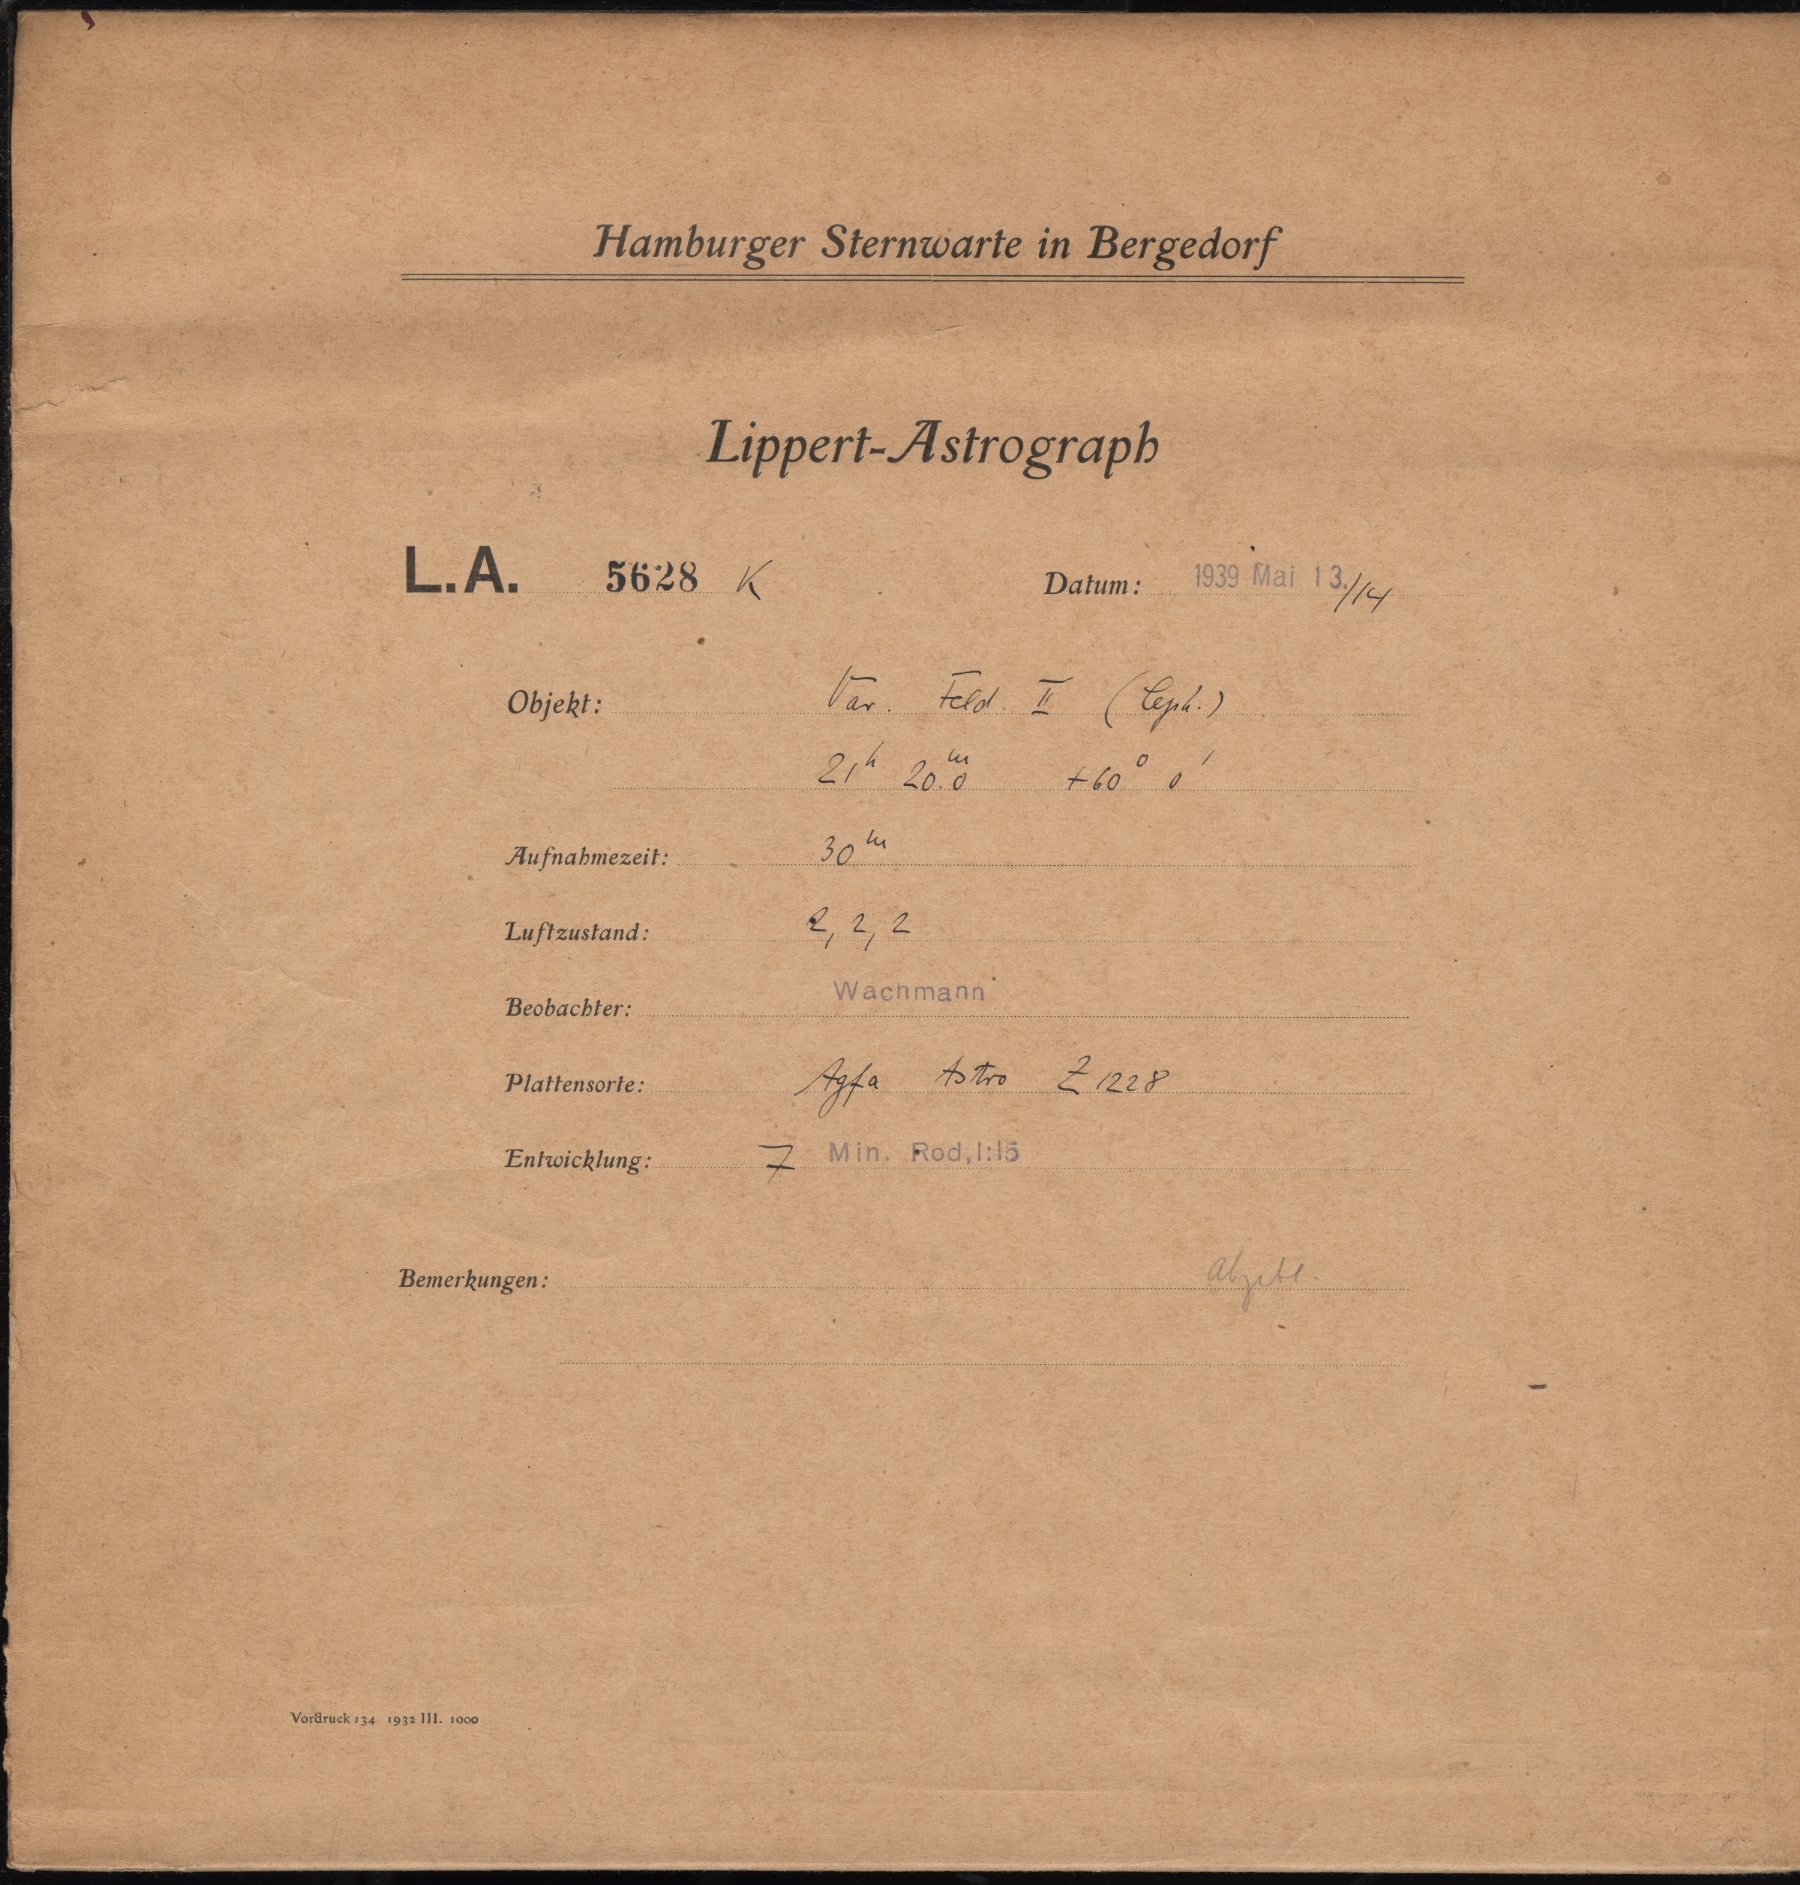 Hamburger Sternwarte in Bergedorf
Lippert-Astrograph
L.A. 5628 K Datum: 1939 Mai 13./14
Objekt: Var. Feld II (Ceph.)
21ʰ 20.ᵐ0 +60° 0'
Aufnahmezeit: 30ᵐ
Luftzustand: 2, 2, 2
Beobachter: Wachmann
Plattensorte: Agfa Astro Z 1228
Entwicklung: 7 Min. Rod, 1:15
Bemerkungen:
Vordruck 134 1932 III. 1000